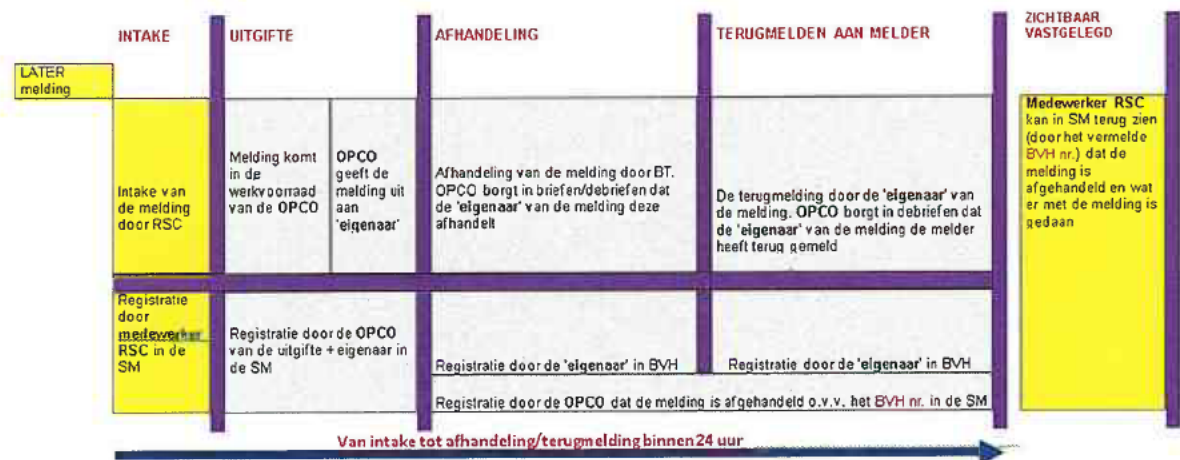 INTAKE
UITGIFTE
AFHANDELING
TERUGMELDEN AAN MELDER
ZICHTBAAR
VASTGELEGD
LATER
melding
Intake van
de melding
door RSC
Melding komt
in de
werkvoorraad
van de OPCO
OPCO
geeft de
melding uit
aan
'eigenaar'
Afhandeling van de melding door BT.
OPCO borgt in briefen/debriefen dat
de 'eigenaar' van de melding deze
afhandelt
De terugmelding door de 'eigenaar' van
de melding. OPCO borgt in debriefen dat
de 'eigenaar' van de melding de melder
heeft terug gemeld
Medewerker RSC
kan in SM terug zien
(door het vermelde
BVH nr.) dat de
melding is
afgehandeld en wat
er met de melding is
gedaan
Registratie
door
medewerker
RSC in de
SM
Registratie door de OPCO
van de uitgifte + eigenaar in
de SM
Registratie door de 'eigenaar' in BVH
Registratie door de 'eigenaar' in BVH
Registratie door de OPCO dat de melding is afgehandeld o.v.v. het BVH nr. in de SM
Van intake tot afhandeling/terugmelding binnen 24 uur